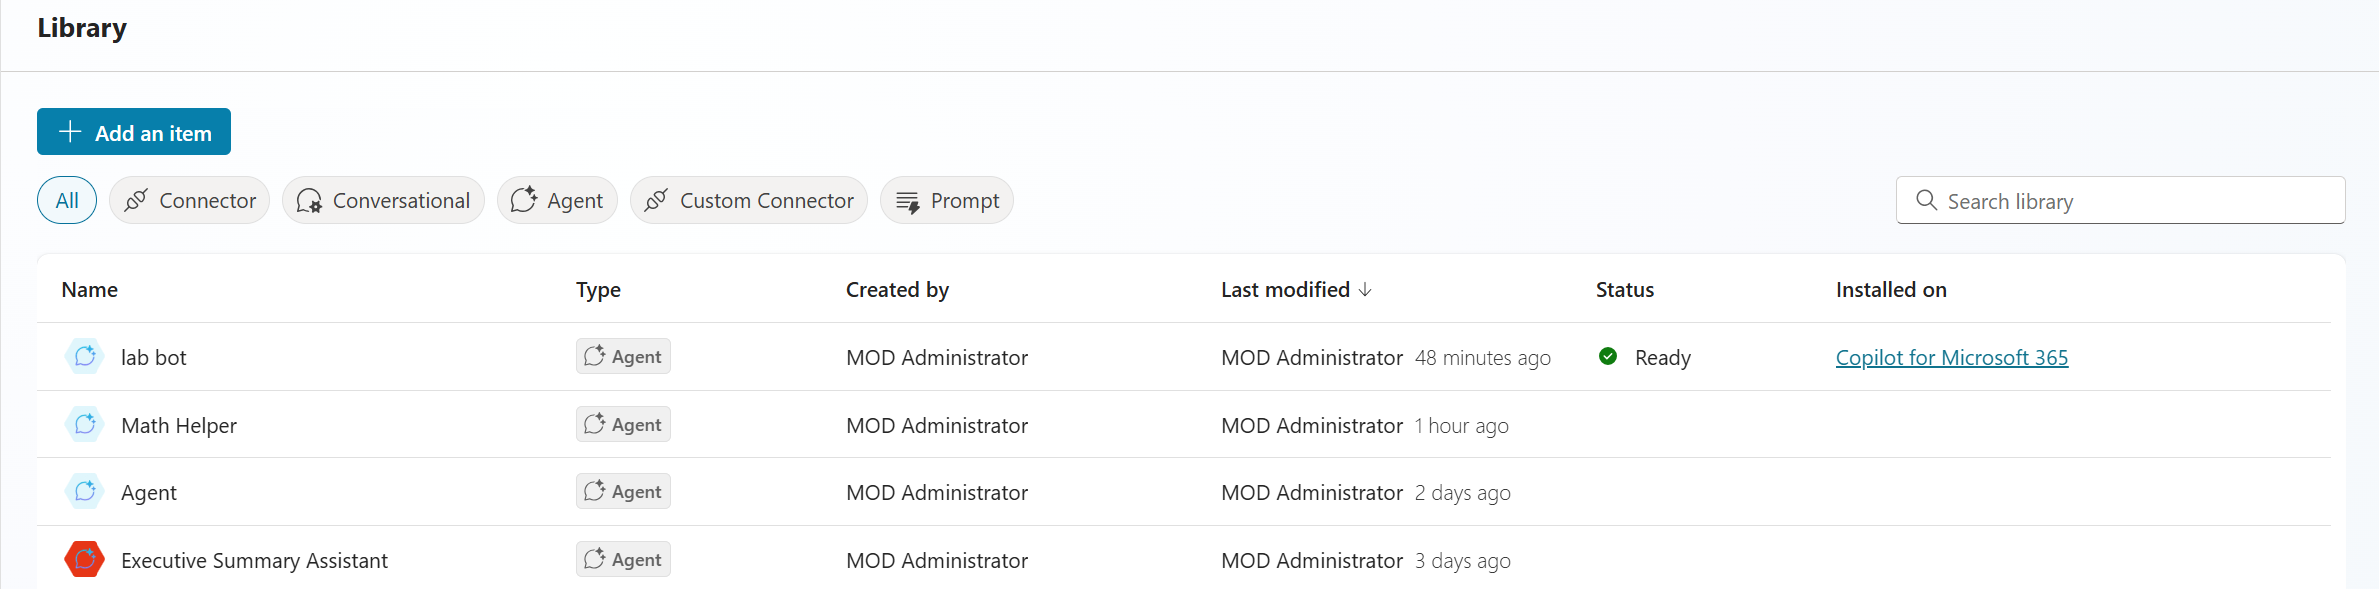 Library
Add an item
All Connector Conversational Agent Custom Connector Prompt Search library
Name Type Created by Last modified Status Installed on
lab bot Agent MOD Administrator MOD Administrator 48 minutes ago Ready Copilot for Microsoft 365
Math Helper Agent MOD Administrator MOD Administrator 1 hour ago
Agent Agent MOD Administrator MOD Administrator 2 days ago
Executive Summary Assistant Agent MOD Administrator MOD Administrator 3 days ago